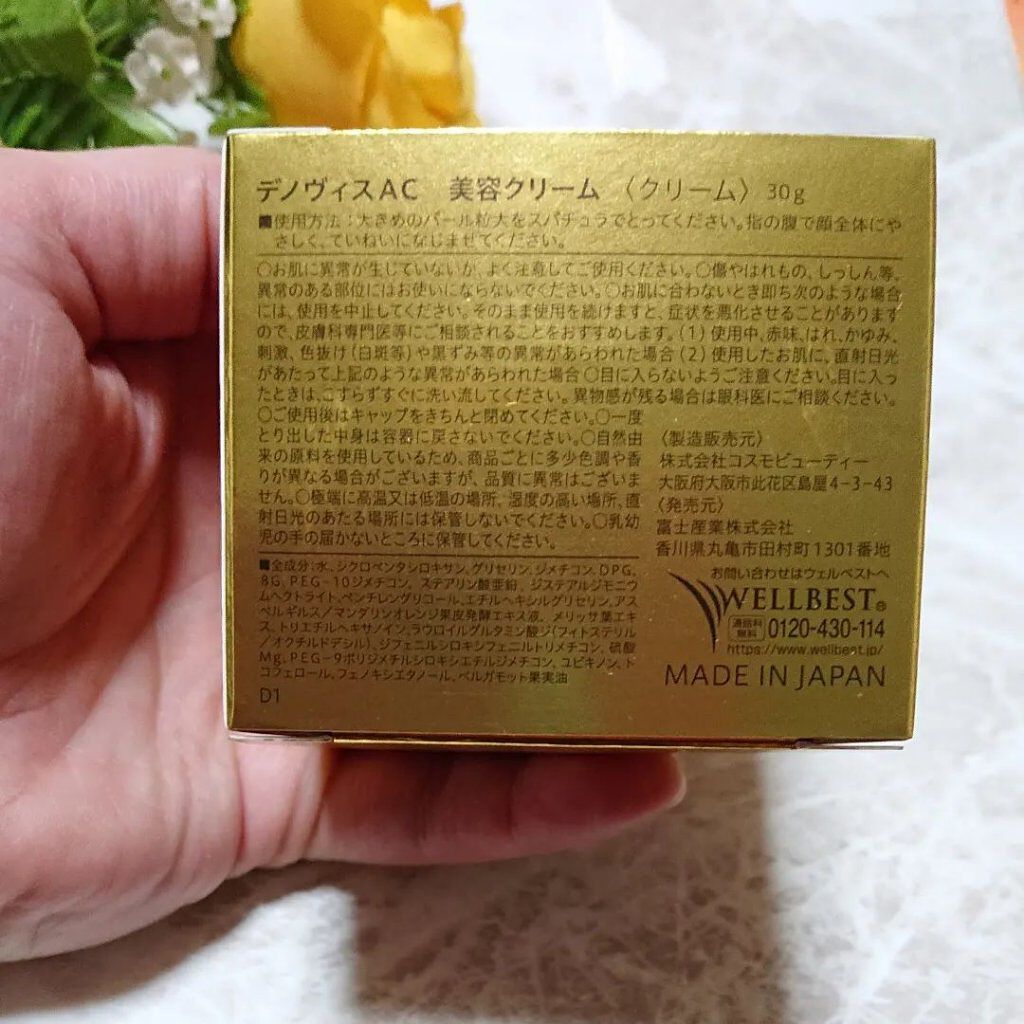 デノヴィスAC 美容クリーム 〈クリーム〉 30g
■使用方法:大きめのパール粒大をスパチュラでとってください。指の腹で顔全体にや
さしく、ていねいになじませてください。
○お肌に異常が生じていないか、よく注意してご使用ください。○傷やはれもの、しっしん等、
異常のある部位にはお使いにならないでください。○お肌に合わないとき即ち次のような場合
には、使用を中止してください。そのまま使用を続けますと、症状を悪化させることがあります
ので、皮膚科専門医等にご相談されることをおすすめします。(1)使用中、赤味、はれ、かゆみ、
刺激、色抜け(白斑等)や黒ずみ等の異常があらわれた場合(2)使用したお肌に、直射日光
があたって上記のような異常があらわれた場合○目に入らないようご注意ください。目に入っ
たときは、こすらずすぐに洗い流してください。異物感が残る場合は眼科医にご相談ください。
○ご使用後はキャップをきちんと閉めてください。○一度
とり出した中身は容器に戻さないでください。○自然由
来の原料を使用しているため、商品ごとに多少色調や香
りが異なる場合がございますが、品質に異常はございま
せん。○極端に高温又は低温の場所、湿度の高い場所、直
射日光のあたる場所には保管しないでください。○乳幼
児の手の届かないところに保管してください。
■全成分:水、シクロペンタシロキサン、グリセリン、ジメチコン、DPG、
BG、PEG-10ジメチコン、ステアリン酸亜鉛、ジステアルジモニウ
ムヘクトライト、ペンチレングリコール、エチルヘキシルグリセリン、アス
ペルギルス/マンダリンオレンジ果皮発酵エキス液、メリッサ葉エキ
ス、トリエチルヘキサノイン、ラウロイルグルタミン酸ジ(フィトステリル
/オクチルドデシル)、ジフェニルシロキシフェニルトリメチコン、硫酸
Mg、PEG-9ポリジメチルシロキシエチルジメチコン、ユビキノン、ト
コフェロール、フェノキシエタノール、ベルガモット果実油
D1
〈製造販売元〉
株式会社コスモビューティー
大阪府大阪市此花区島屋4-3-43
〈発売元〉
富士産業株式会社
香川県丸亀市田村町1301番地
お問い合わせはウェルベストへ
WELLBEST®
通話料無料 0120-430-114
https://www.wellbest.jp/
MADE IN JAPAN